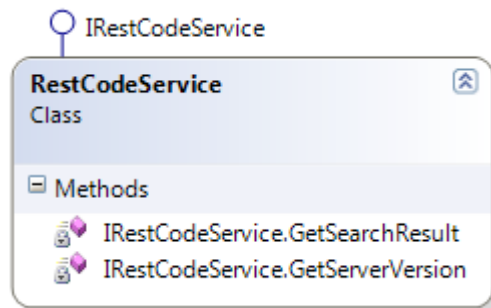 IRestCodeService
RestCodeService
Class
Methods
IRestCodeService.GetSearchResult
IRestCodeService.GetServerVersion